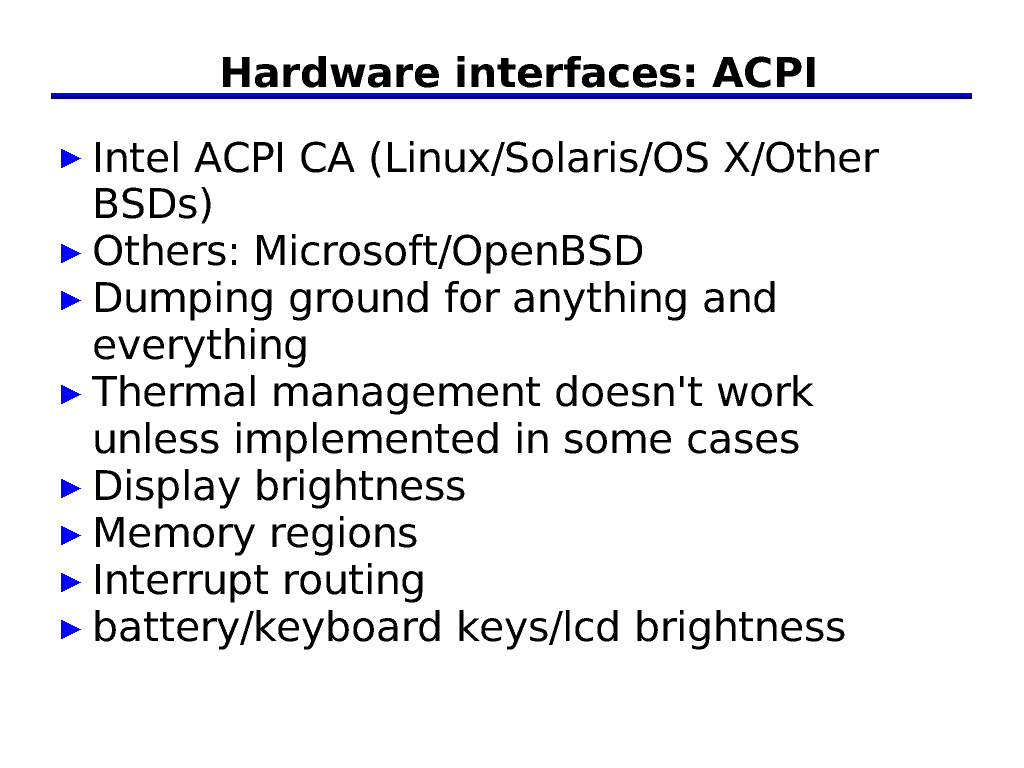 Hardware interfaces: ACPI
Intel ACPI CA (Linux/Solaris/OS X/Other
BSDs)
Others: Microsoft/OpenBSD
Dumping ground for anything and
everything
Thermal management doesn't work
unless implemented in some cases
Display brightness
Memory regions
Interrupt routing
battery/keyboard keys/lcd brightness